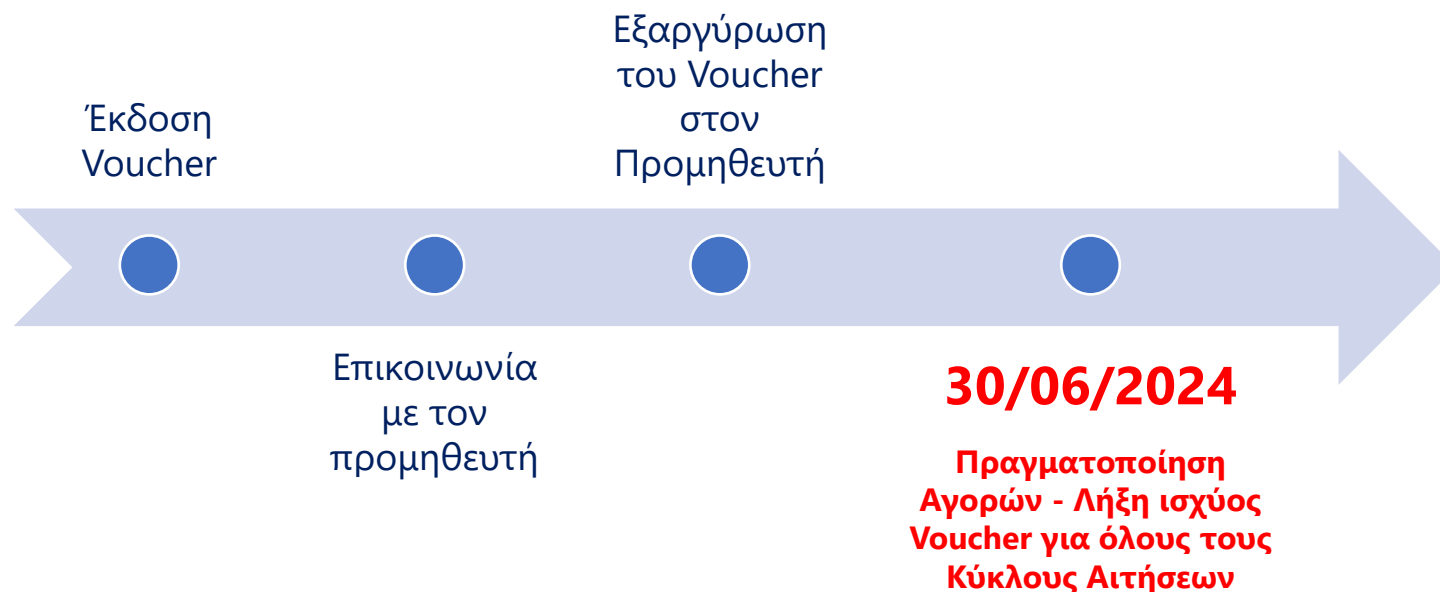 Έκδοση
Voucher
Επικοινωνία
με τον
προμηθευτή
Εξαργύρωση
του Voucher
στον
Προμηθευτή
30/06/2024
Πραγματοποίηση
Αγορών - Λήξη ισχύος
Voucher για όλους τους
Κύκλους Αιτήσεων